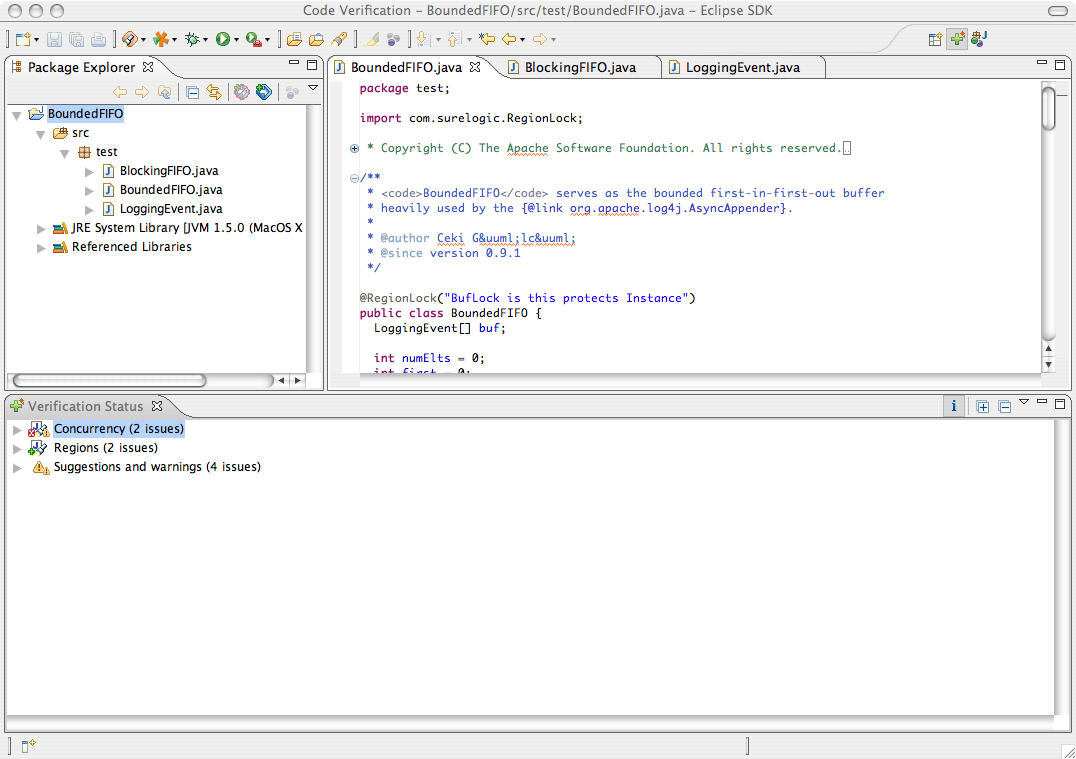 Code Verification – BoundedFIFO/src/test/BoundedFIFO.java – Eclipse SDK
Package Explorer
BoundedFIFO
src
test
BlockingFIFO.java
BoundedFIFO.java
LoggingEvent.java
JRE System Library [JVM 1.5.0 (MacOS X
Referenced Libraries
BoundedFIFO.java
BlockingFIFO.java
LoggingEvent.java
package test;
import com.surelogic.RegionLock;
* Copyright (C) The Apache Software Foundation. All rights reserved.
/**
* <code>BoundedFIFO</code> serves as the bounded first-in-first-out buffer
* heavily used by the {@link org.apache.log4j.AsyncAppender}.
*
* @author Ceki G&uuml;lc&uuml;
* @since version 0.9.1
*/
@RegionLock("BufLock is this protects Instance")
public class BoundedFIFO {
LoggingEvent[] buf;
int numElts = 0;
int first = 0;
Verification Status
Concurrency (2 issues)
Regions (2 issues)
Suggestions and warnings (4 issues)